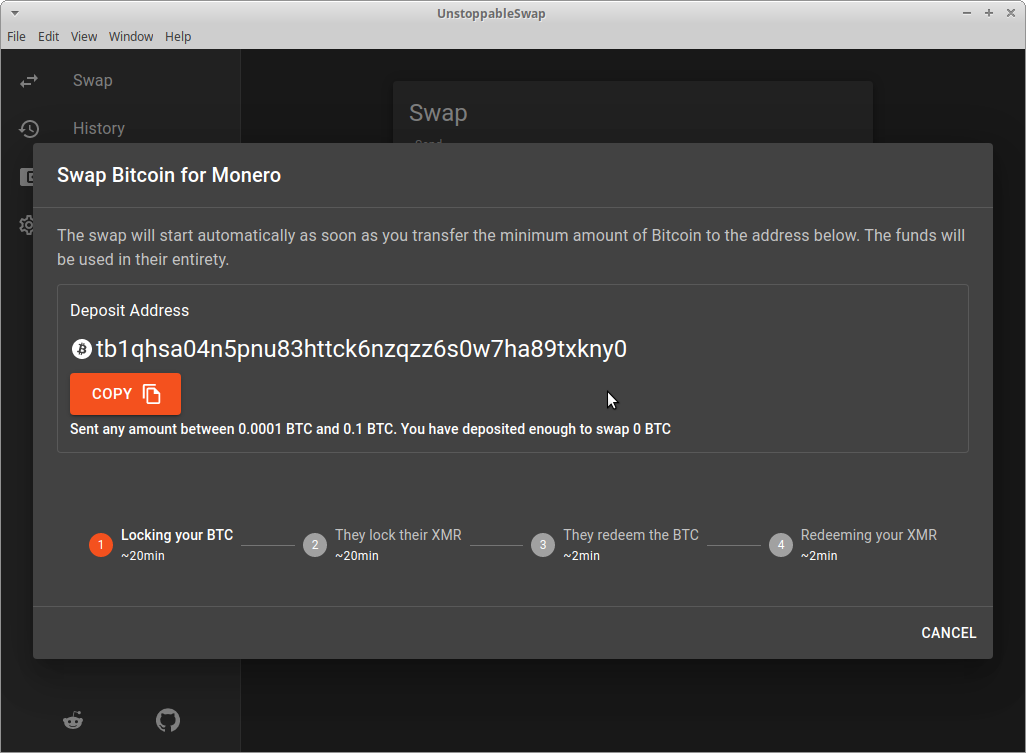 UnstoppableSwap
File Edit View Window Help
Swap
History
Swap
Send
Swap Bitcoin for Monero
The swap will start automatically as soon as you transfer the minimum amount of Bitcoin to the address below. The funds will
be used in their entirety.
Deposit Address
tb1qhsa04n5pnu83httck6nzqzz6s0w7ha89txkny0
COPY
Sent any amount between 0.0001 BTC and 0.1 BTC. You have deposited enough to swap 0 BTC
1 Locking your BTC
~20min
2 They lock their XMR
~20min
3 They redeem the BTC
~2min
4 Redeeming your XMR
~2min
CANCEL